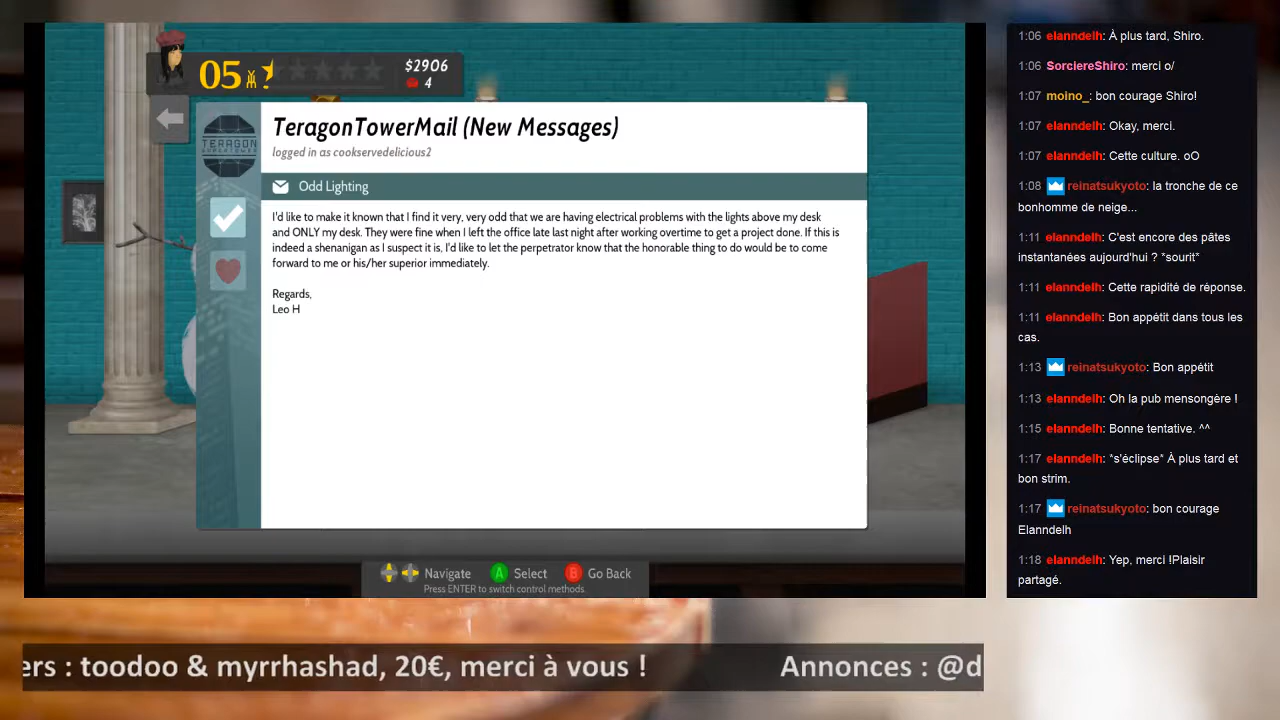 05
$2906
4
TERAGON
TeragonTowerMail (New Messages)
logged in as cookservedelicious2
Odd Lighting
I'd like to make it known that I find it very, very odd that we are having electrical problems with the lights above my desk
and ONLY my desk. They were fine when I left the office late last night after working overtime to get a project done. If this is
indeed a shenanigan as I suspect it is, I'd like to let the perpetrator know that the honorable thing to do would be to come
forward to me or his/her superior immediately.
Regards,
Leo H
Navigate A Select B Go Back
Press ENTER to switch control methods.
1:06 elanndelh: À plus tard, Shiro.
1:06 SorciereShiro: merci o/
1:07 moino_: bon courage Shiro!
1:07 elanndelh: Okay, merci.
1:07 elanndelh: Cette culture. oO
1:08 reinatsukyoto: la tronche de ce
bonhomme de neige...
1:11 elanndelh: C'est encore des pâtes
instantanées aujourd'hui ? *sourit*
1:11 elanndelh: Cette rapidité de réponse.
1:11 elanndelh: Bon appétit dans tous les
cas.
1:13 reinatsukyoto: Bon appétit
1:13 elanndelh: Oh la pub mensongère !
1:15 elanndelh: Bonne tentative. ^^
1:17 elanndelh: *s'éclipse* À plus tard et
bon strim.
1:17 reinatsukyoto: bon courage
Elanndelh
1:18 elanndelh: Yep, merci !Plaisir
partagé.
ers : toodoo & myrrhashad, 20€, merci à vous ! Annonces : @d